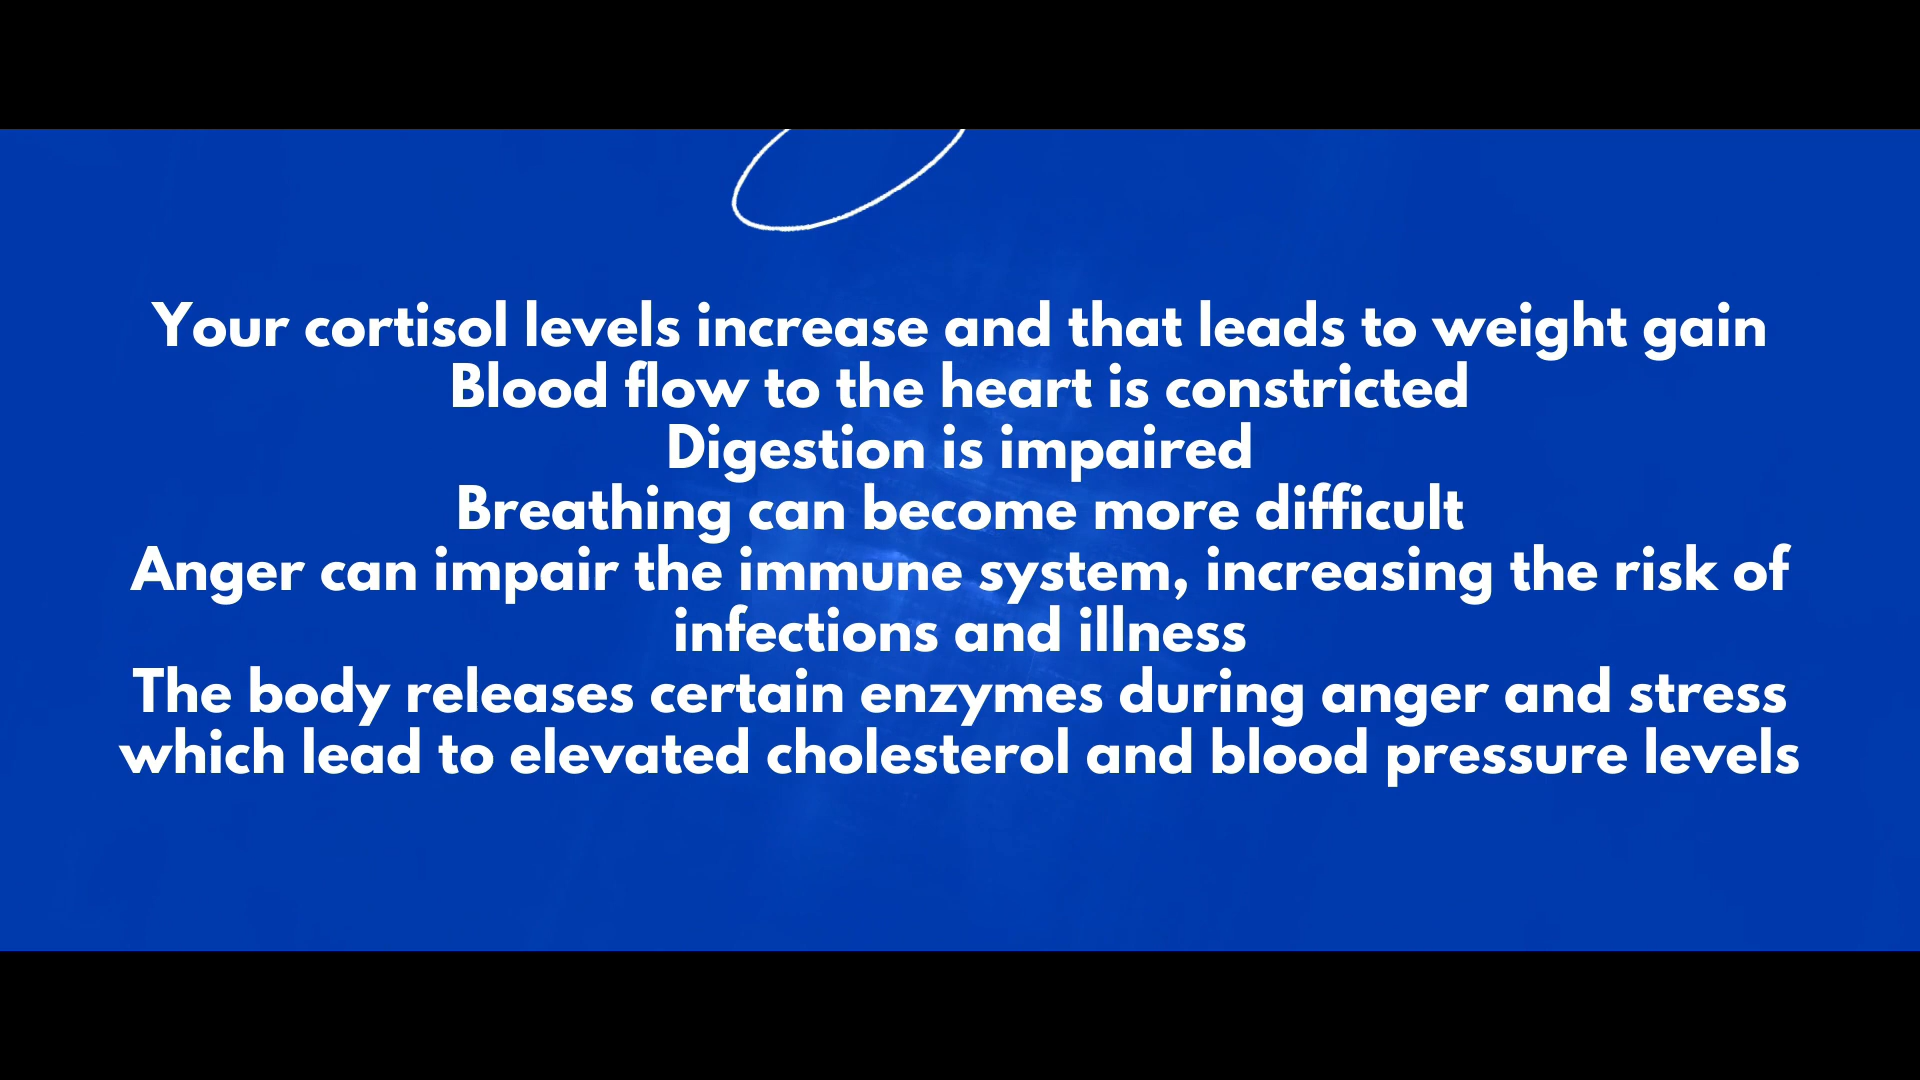 Your cortisol levels increase and that leads to weight gain
Blood flow to the heart is constricted
Digestion is impaired
Breathing can become more difficult
Anger can impair the immune system, increasing the risk of
infections and illness
The body releases certain enzymes during anger and stress
which lead to elevated cholesterol and blood pressure levels